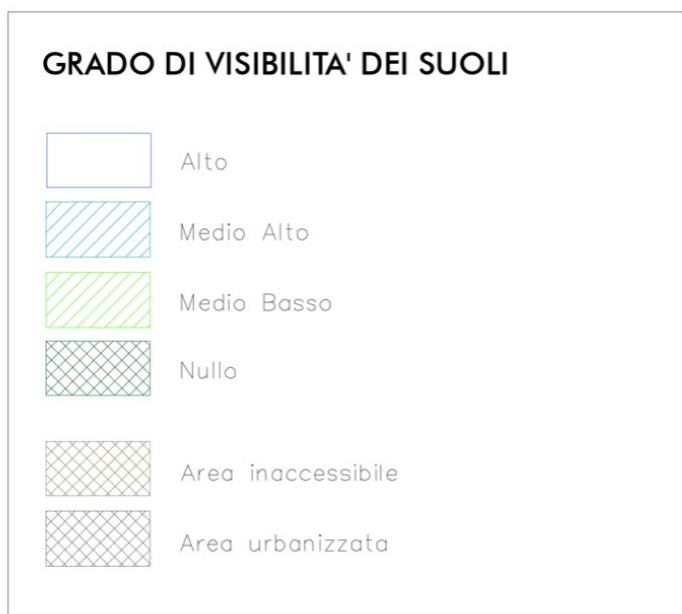 GRADO DI VISIBILITA' DEI SUOLI
Alto
Medio Alto
Medio Basso
Nullo
Area inaccessibile
Area urbanizzata